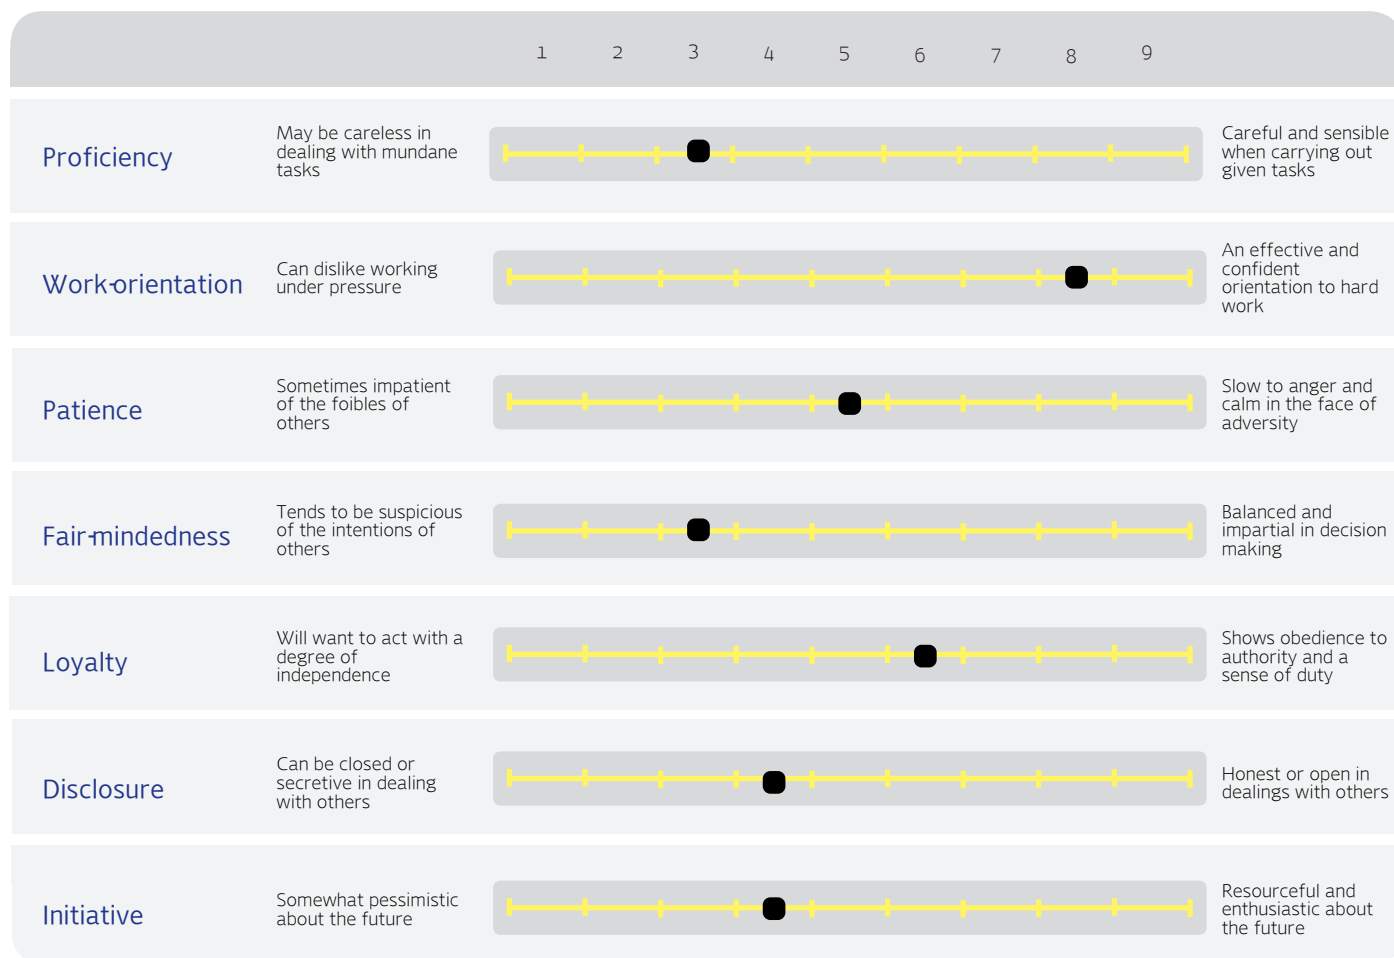 1 2 3 4 5 6 7 8 9
Proficiency
May be careless in
dealing with mundane
tasks
Careful and sensible
when carrying out
given tasks
Work-orientation
Can dislike working
under pressure
An effective and
confident
orientation to hard
work
Patience
Sometimes impatient
of the foibles of
others
Slow to anger and
calm in the face of
adversity
Fair-mindedness
Tends to be suspicious
of the intentions of
others
Balanced and
impartial in decision
making
Loyalty
Will want to act with a
degree of
independence
Shows obedience to
authority and a
sense of duty
Disclosure
Can be closed or
secretive in dealing
with others
Honest or open in
dealings with others
Initiative
Somewhat pessimistic
about the future
Resourceful and
enthusiastic about
the future